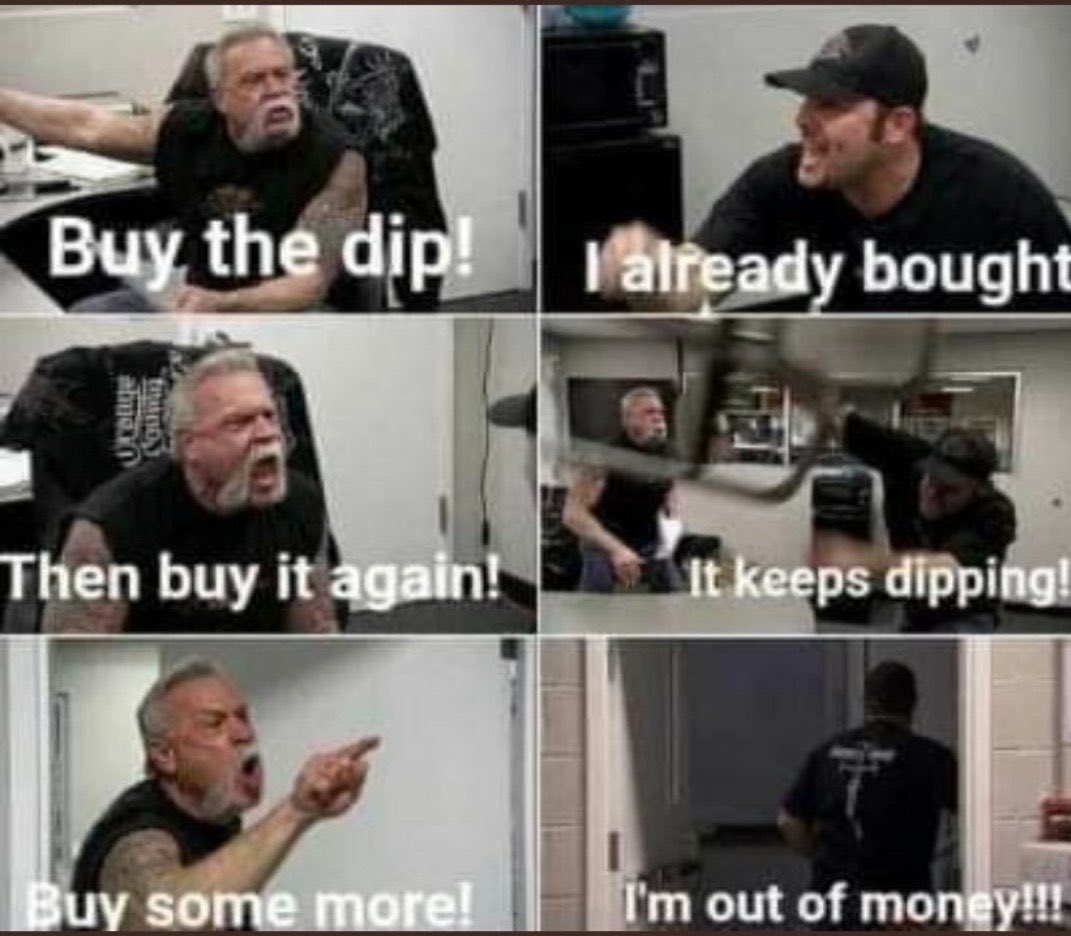 Buy the dip!
I already bought
Then buy it again!
It keeps dipping!
Buy some more!
I'm out of money!!!